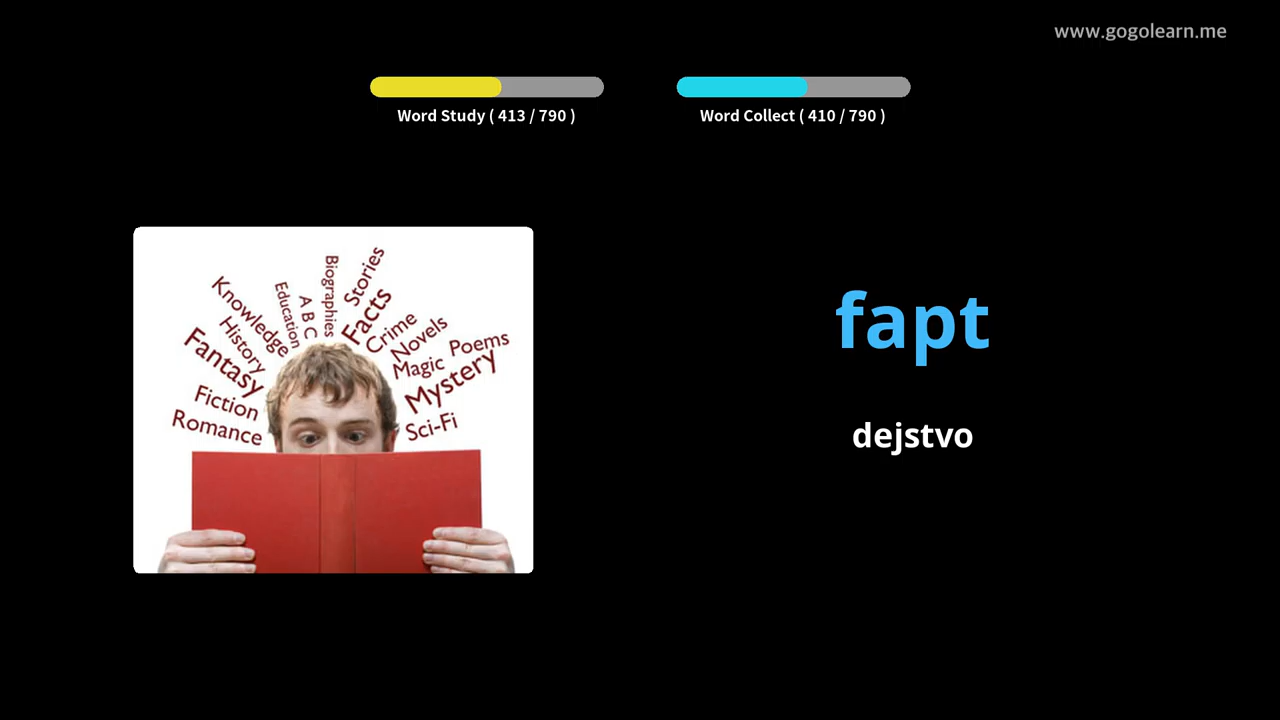 www.gogolearn.me
Word Study ( 413 / 790 )
Word Collect ( 410 / 790 )
Knowledge
Education
A B C
Biographies
Stories
Facts
History
Crime
Novels
Fantasy
Magic
Poems
Fiction
Mystery
Romance
Sci-Fi
fapt
dejstvo